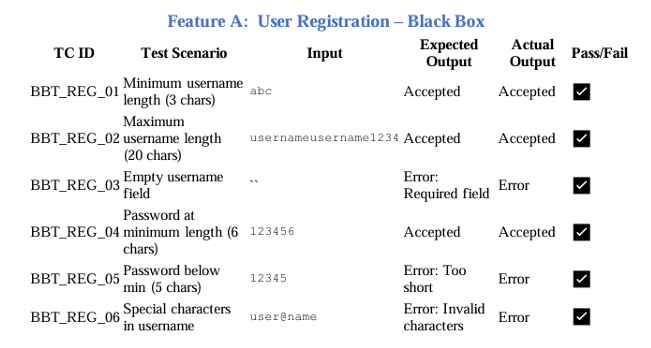 Feature A:  User Registration – Black Box
TC ID Test Scenario Input Expected Output Actual Output Pass/Fail
BBT_REG_01 Minimum username length (3 chars) abc Accepted Accepted
BBT_REG_02 Maximum username length (20 chars) usernameusername1234 Accepted Accepted
BBT_REG_03 Empty username field `` Error: Required field Error
BBT_REG_04 Password at minimum length (6 chars) 123456 Accepted Accepted
BBT_REG_05 Password below min (5 chars) 12345 Error: Too short Error
BBT_REG_06 Special characters in username user@name Error: Invalid characters Error